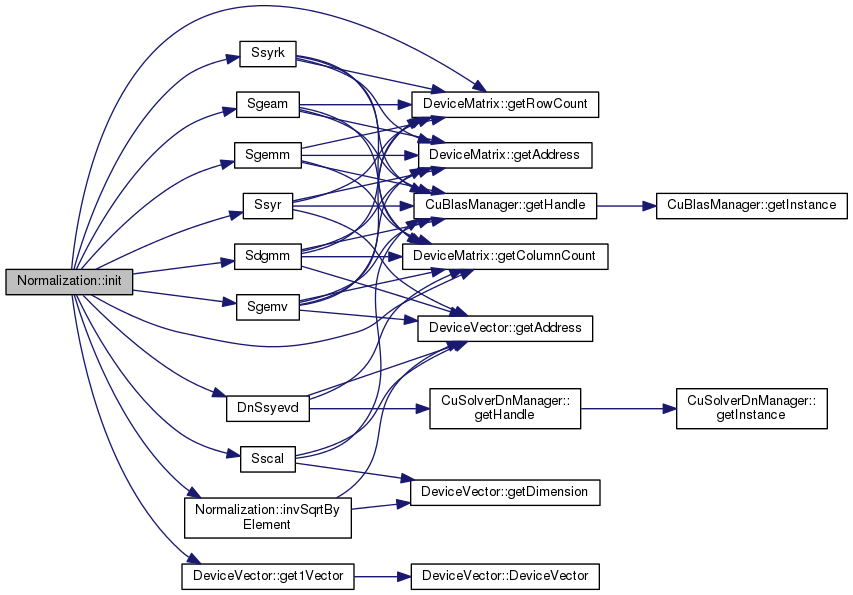 Normalization::init
Ssyrk
Sgeam
Sgemm
Ssyr
Sdgmm
Sgemv
DnSsyevd
Sscal
Normalization::invSqrtBy
Element
DeviceVector::get1Vector
DeviceMatrix::getRowCount
DeviceMatrix::getAddress
CuBlasManager::getHandle
DeviceMatrix::getColumnCount
DeviceVector::getAddress
CuSolverDnManager::
getHandle
DeviceVector::getDimension
DeviceVector::DeviceVector
CuBlasManager::getInstance
CuSolverDnManager::
getInstance